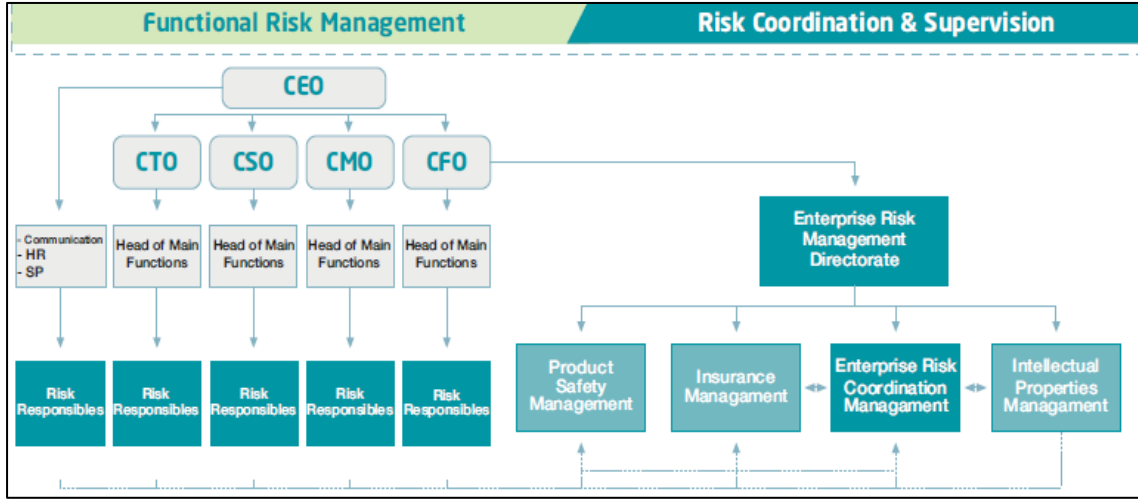 Functional Risk Management
Risk Coordination & Supervision
CEO
CTO
CSO
CMO
CFO
- Communication
- HR
- SP
Head of Main
Functions
Head of Main
Functions
Head of Main
Functions
Head of Main
Functions
Enterprise Risk
Management
Directorate
Risk
Responsibles
Risk
Responsibles
Risk
Responsibles
Risk
Responsibles
Risk
Responsibles
Product
Safety
Management
Insurance
Managament
Enterprise Risk
Coordination
Managament
Intellectual
Properties
Managament